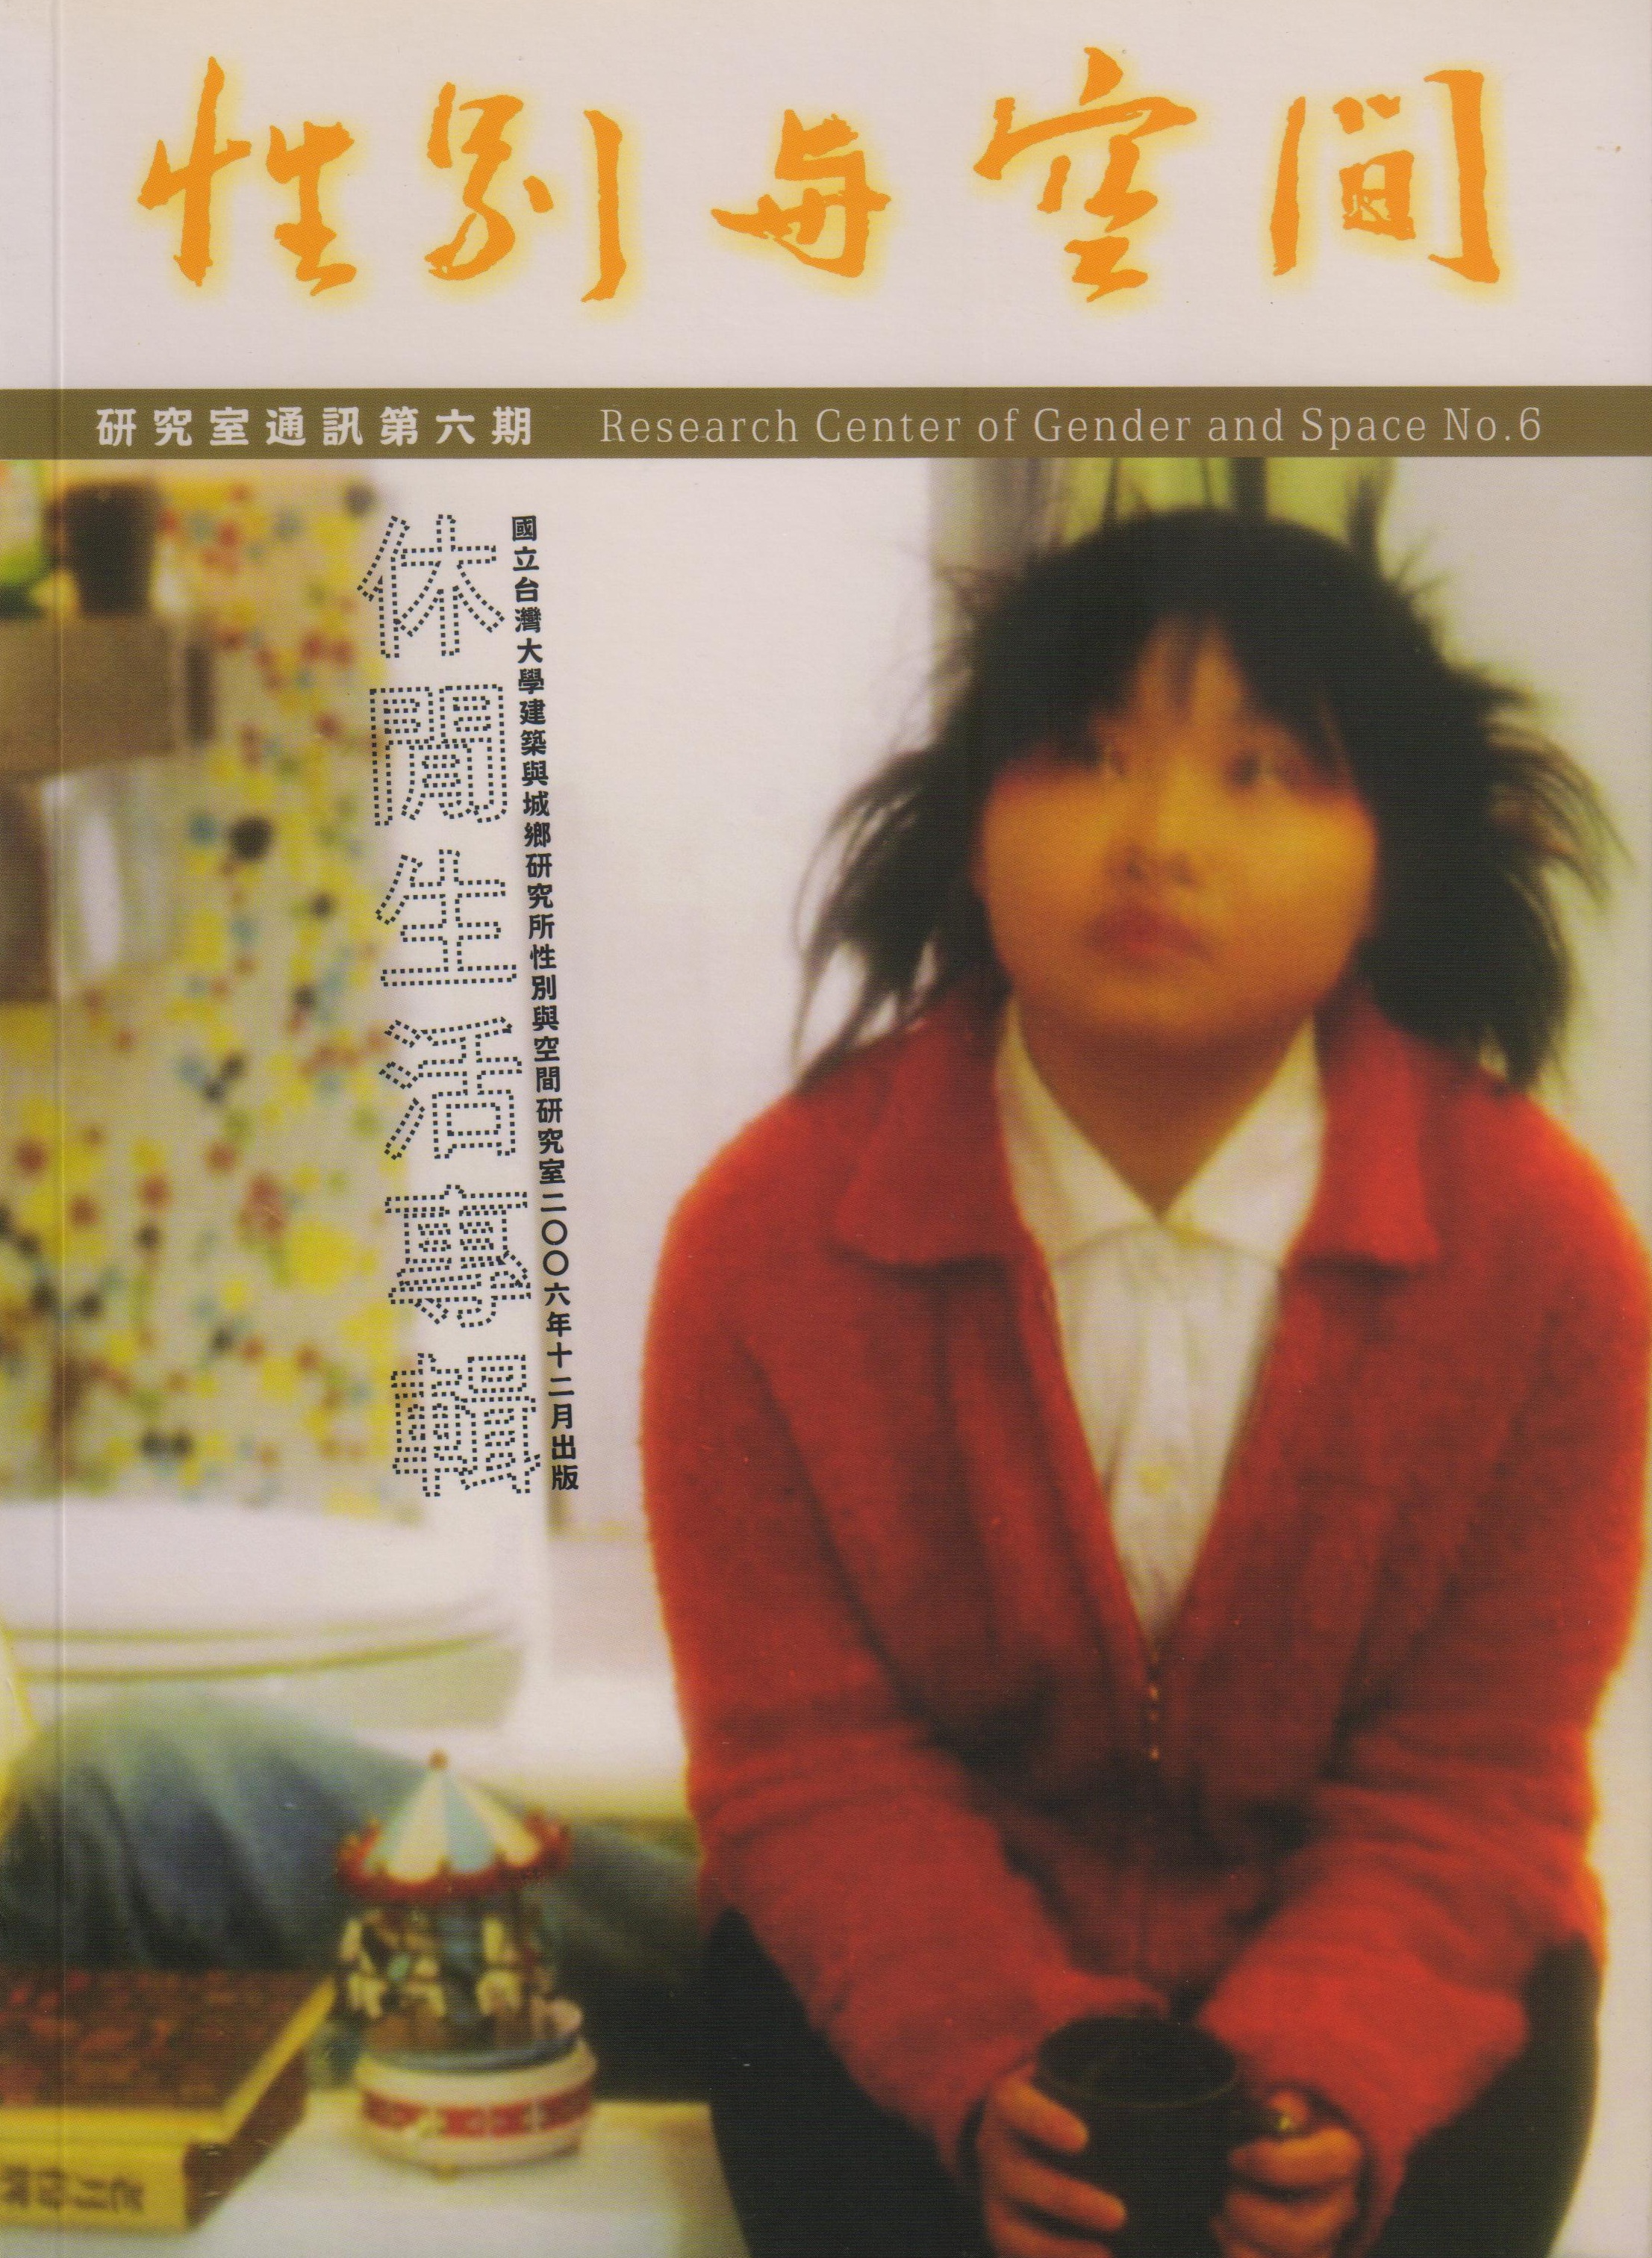 性別与空間
研究室通訊第六期 Research Center of Gender and Space No.6
國立台灣大學建築與城鄉研究所性別與空間研究室二〇〇六年十二月出版
休閒生活專輯